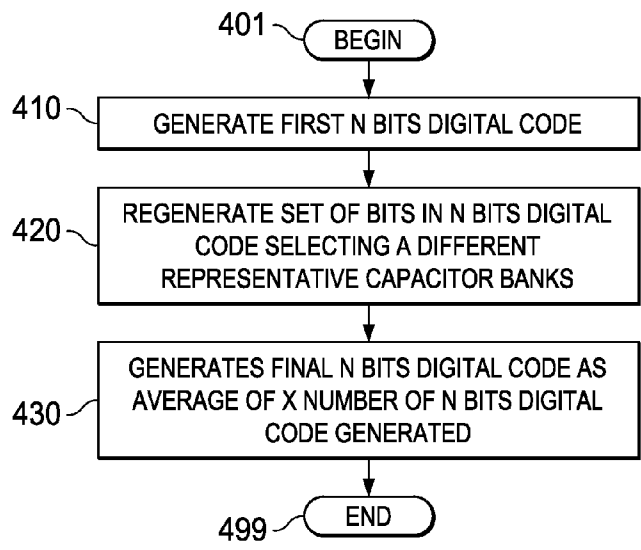 401
BEGIN
410
GENERATE FIRST N BITS DIGITAL CODE
420
REGENERATE SET OF BITS IN N BITS DIGITAL
CODE SELECTING A DIFFERENT
REPRESENTATIVE CAPACITOR BANKS
430
GENERATES FINAL N BITS DIGITAL CODE AS
AVERAGE OF X NUMBER OF N BITS DIGITAL
CODE GENERATED
499
END